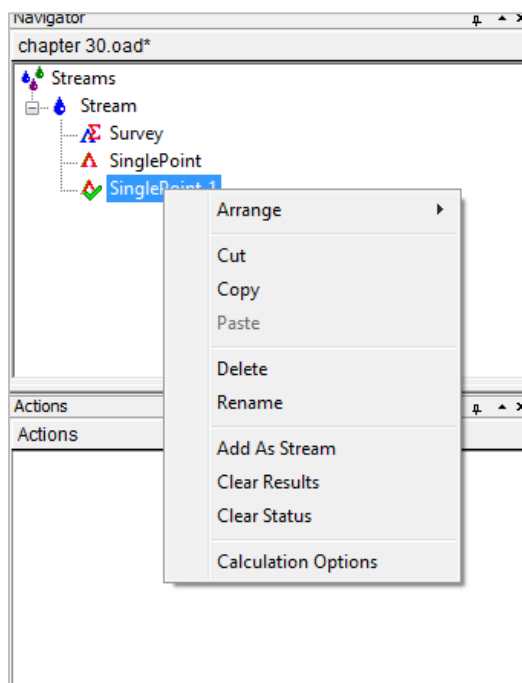 Navigator
chapter 30.oad*
Streams
Stream
Survey
SinglePoint
SinglePoint 1
Arrange
Cut
Copy
Paste
Delete
Rename
Actions
Actions
Add As Stream
Clear Results
Clear Status
Calculation Options